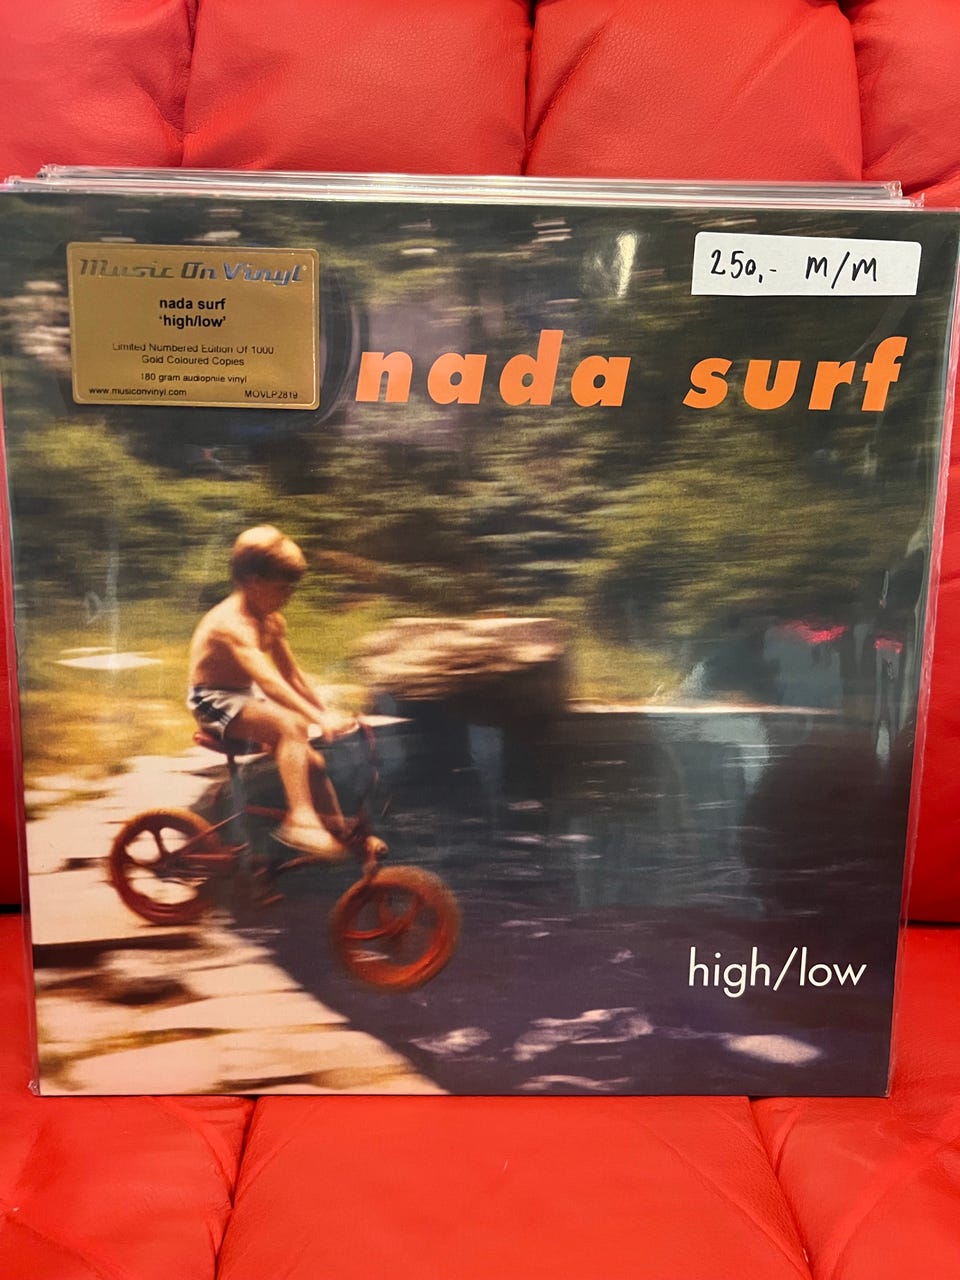 Music On Vinyl
nada surf
'high/low'
Limited Numbered Edition Of 1000
Gold Coloured Copies
180 gram audiophile vinyl
www.musiconvinyl.com MOVLP2819
250,- M/M
nada surf
high/low